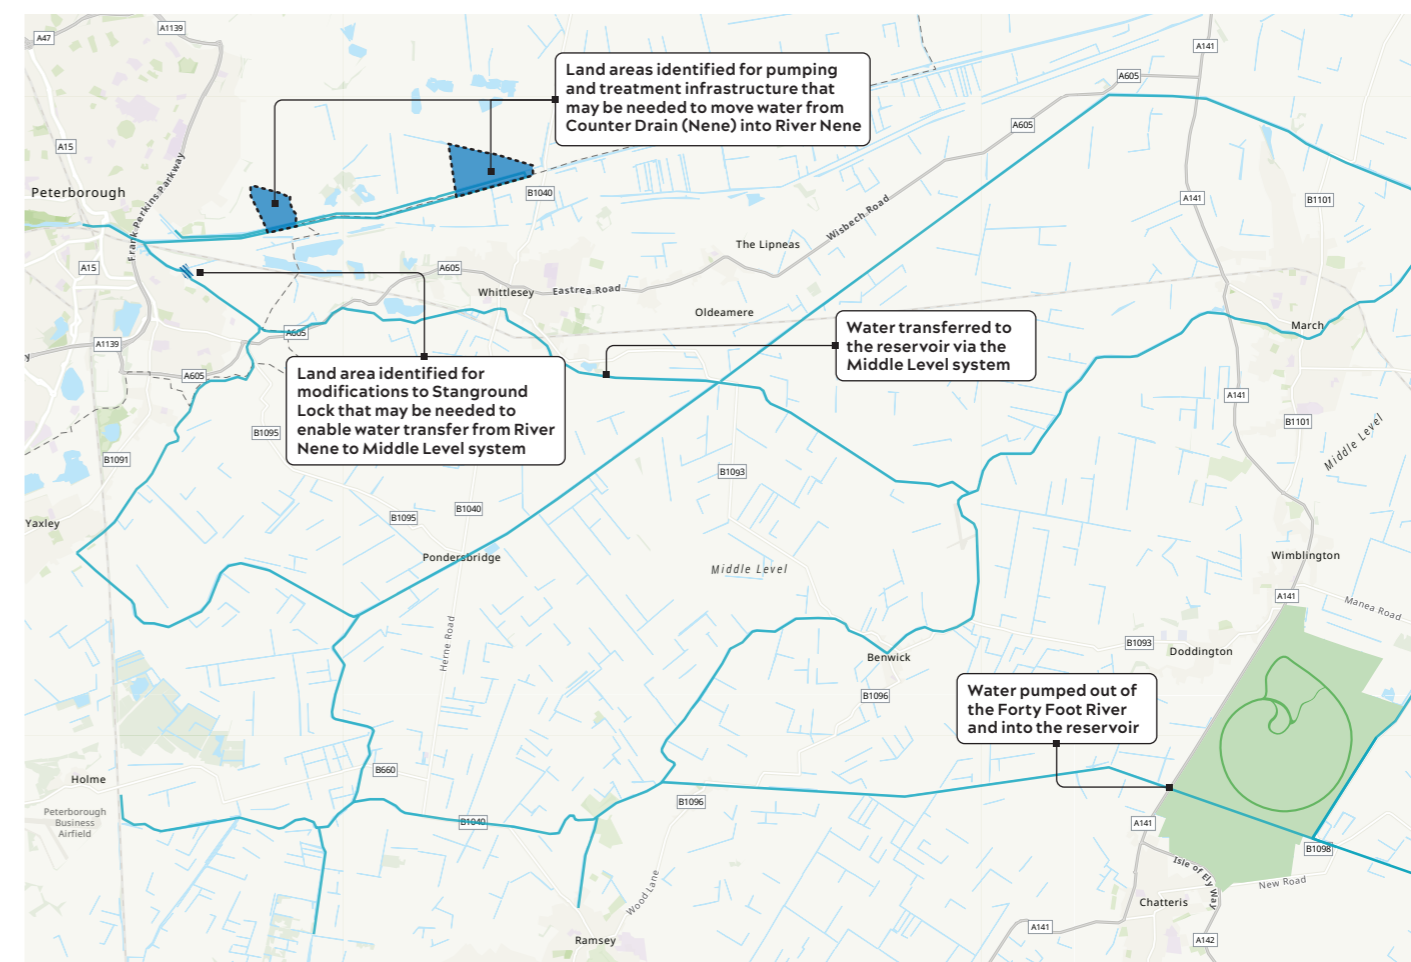 A47
A1139
A141
A605
Land areas identified for pumping
and treatment infrastructure that
may be needed to move water from
Counter Drain (Nene) into River Nene
A605
A15
Peterborough
Frank Perkins Parkway
B1040
A141
B1101
Wisbech Road
The Lipneas
A15
A605
Whittlesey
Eastrea Road
Oldeamere
A605
A1139
March
Water transferred to
the reservoir via the
Middle Level system
Land area identified for
modifications to Stanground
Lock that may be needed to
enable water transfer from River
Nene to Middle Level system
A605
A141
B1095
B1101
Middle Level
B1091
B1093
B1095
B1040
Yaxley
Pondersbridge
Middle Level
Wimblington
A141
Manea Road
Herne Road
B1093
Doddington
Benwick
B1096
Water pumped out of
the Forty Foot River
and into the reservoir
B660
Holme
B1096
Peterborough
Business
Airfield
B1040
A141
B1098
Isle of Ely Way
New Road
Wood Lane
Chatteris
A141
Ramsey
A142